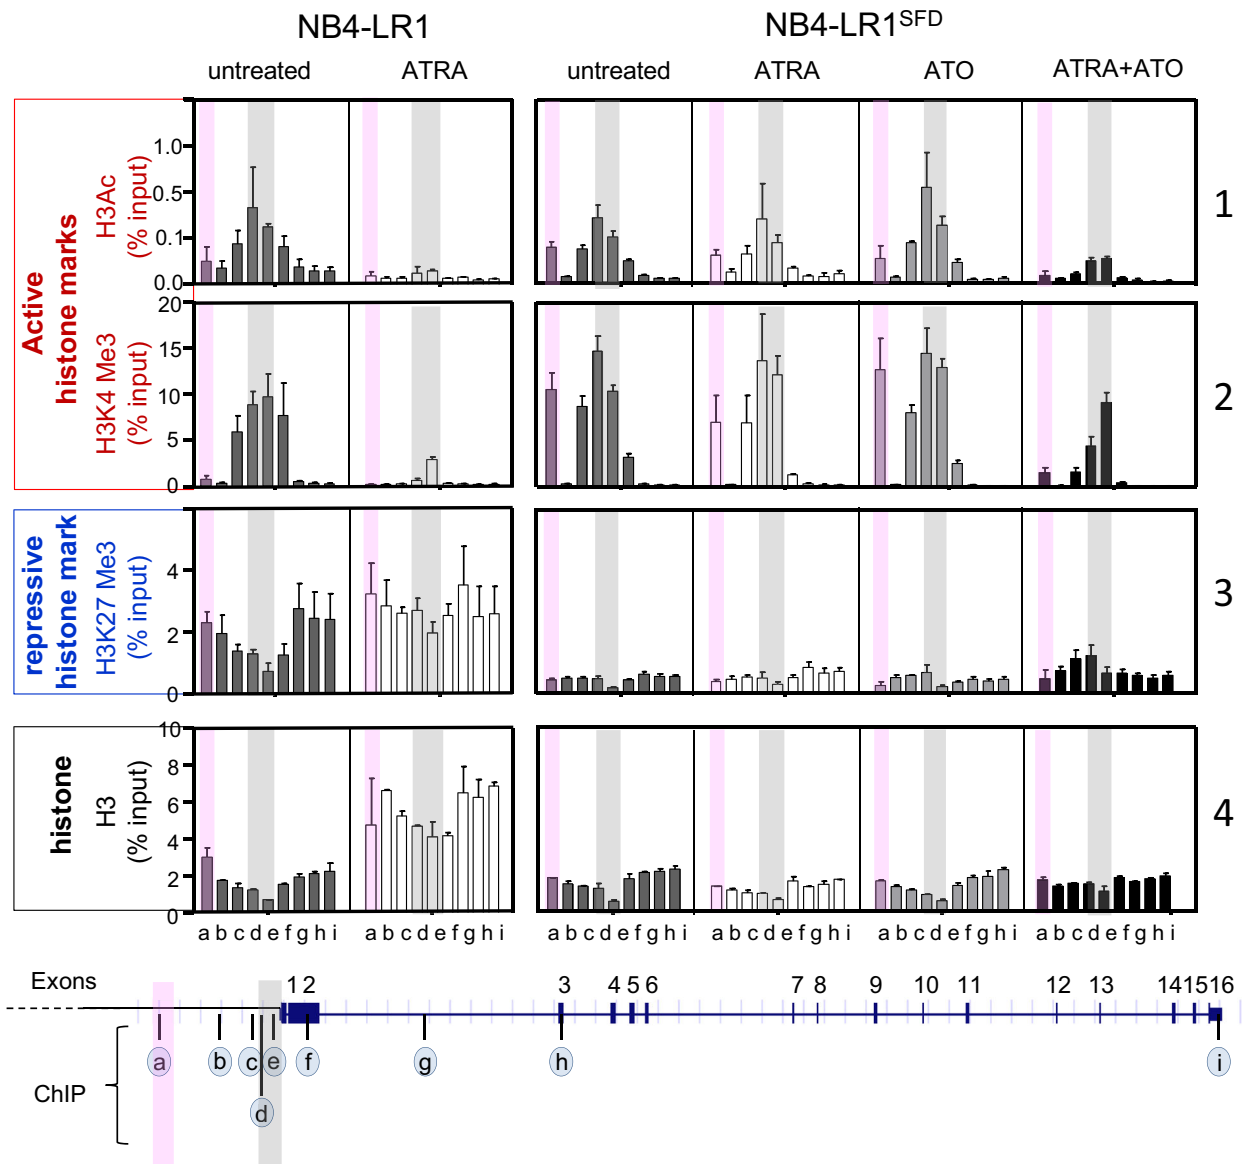 NB4-LR1
NB4-LR1SFD
untreated
ATRA
untreated
ATRA
ATO
ATRA+ATO
Active
histone marks
H3Ac
(% input)
1.0
0.5
0.1
0.0
1
H3K4 Me3
(% input)
20
15
10
5
0
2
repressive
histone mark
H3K27 Me3
(% input)
4
2
0
3
histone
H3
(% input)
10
8
6
4
2
0
4
a b c d e f g h i
a b c d e f g h i
a b c d e f g h i
a b c d e f g h i
a b c d e f g h i
a b c d e f g h i
Exons
1 2 3 4 5 6 7 8 9 10 11 12 13 14 15 16
ChIP
a b c e f g h i
d